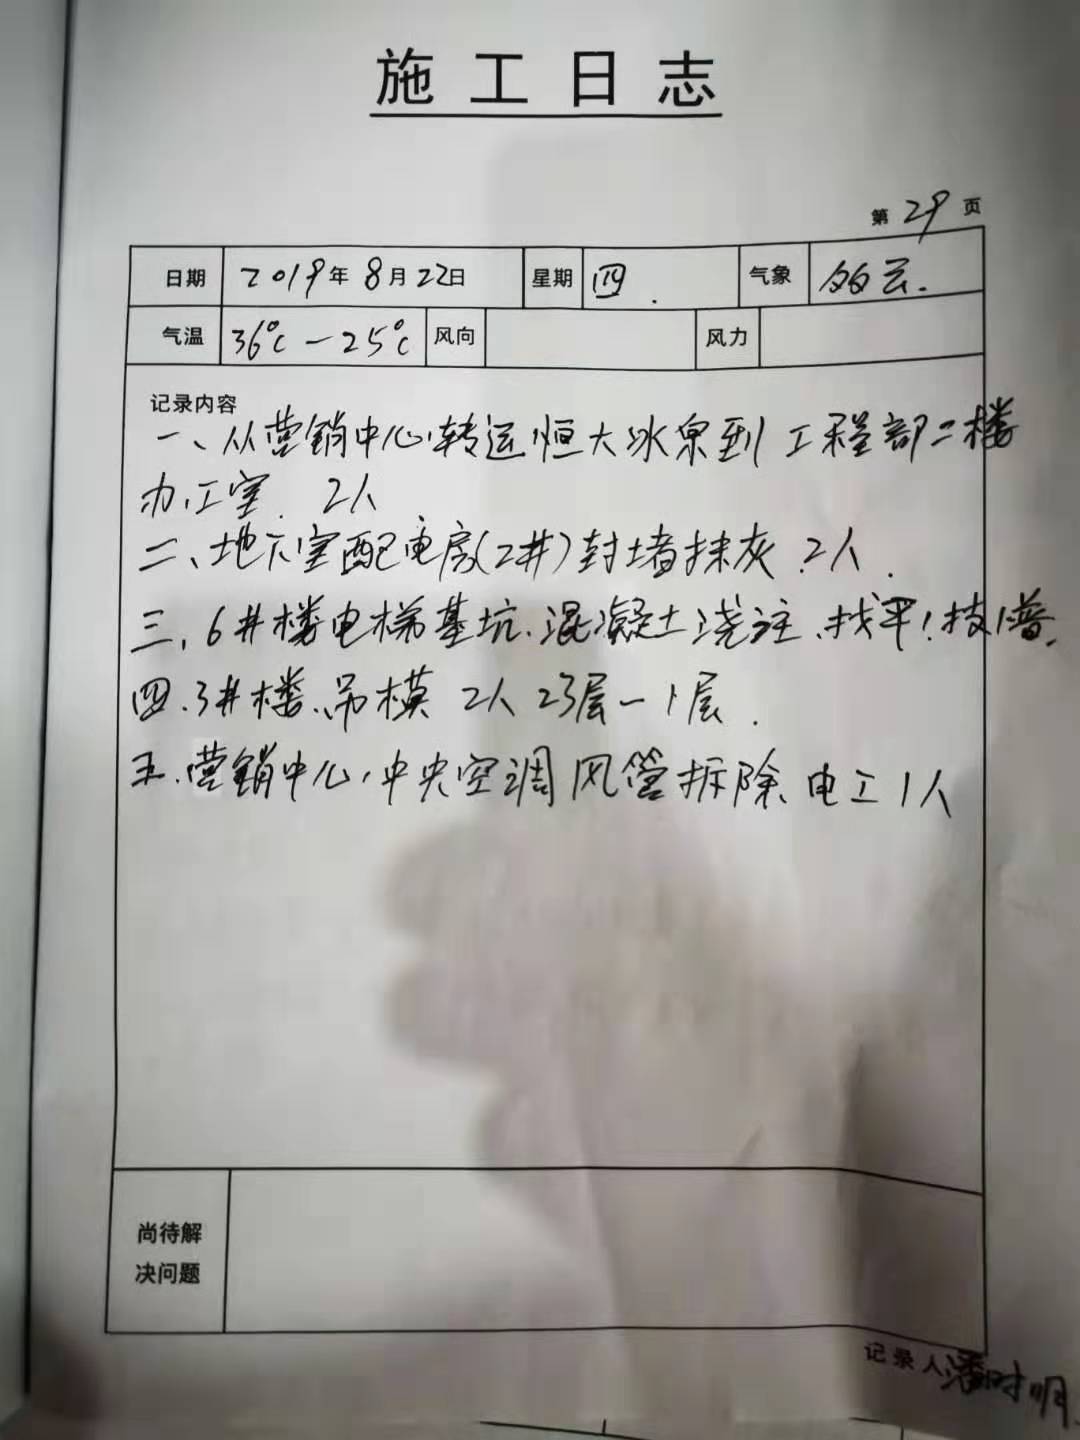 施工日志
第 29 页
日期 2019年8月22日 星期 四. 气象 多云.
气温 36℃—25℃ 风向 风力
记录内容
一、从营销中心转运恒大冰泉到工程部二楼
办工室. 2人
二、地下室配电房(2#)封堵抹灰.2人.
三、6#楼电梯基坑、混凝土浇注、找平1技1普.
四、3#楼、吊模 2人 23层—1层.
五、营销中心,中央空调风管拆除、电工1人
尚待解
决问题
记录人潘时明